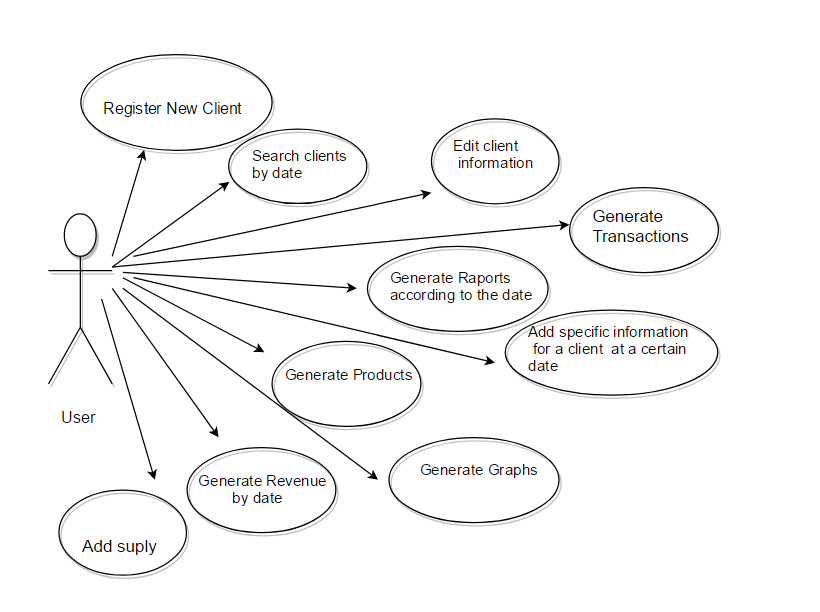 Register New Client
Search clients
by date
Edit client
information
Generate
Transactions
Generate Raports
according to the date
Add specific information
for a client at a certain
date
Generate Products
User
Generate Revenue
by date
Generate Graphs
Add suply